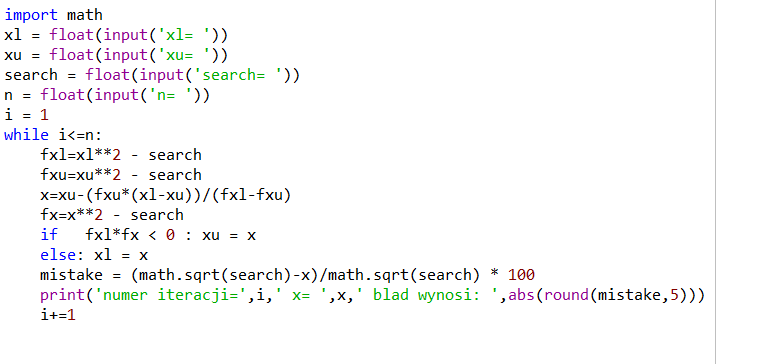 import math
xl = float(input('xl= '))
xu = float(input('xu= '))
search = float(input('search= '))
n = float(input('n= '))
i = 1
while i<=n:
    fxl=xl**2 - search
    fxu=xu**2 - search
    x=xu-(fxu*(xl-xu))/(fxl-fxu)
    fx=x**2 - search
    if   fxl*fx < 0 : xu = x
    else: xl = x
    mistake = (math.sqrt(search)-x)/math.sqrt(search) * 100
    print('numer iteracji=',i,' x= ',x,' blad wynosi: ',abs(round(mistake,5)))
    i+=1